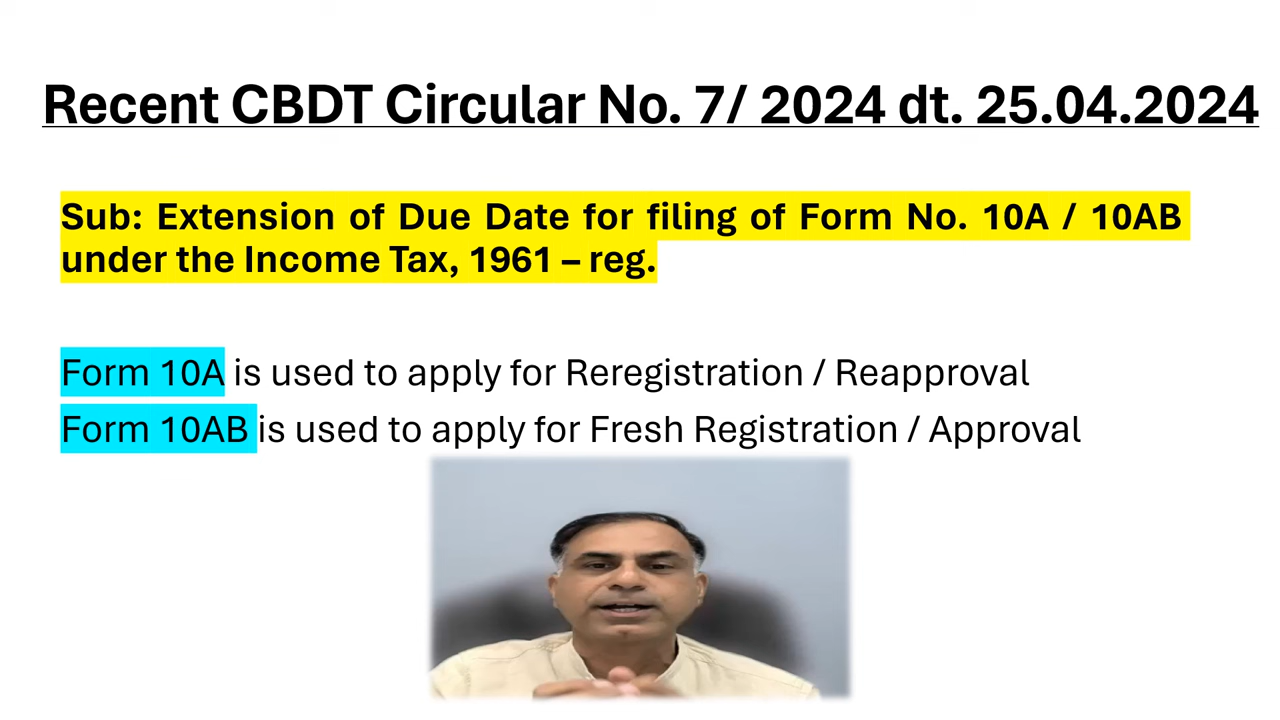 Recent CBDT Circular No. 7/ 2024 dt. 25.04.2024
Sub: Extension of Due Date for filing of Form No. 10A / 10AB
under the Income Tax, 1961 – reg.
Form 10A is used to apply for Reregistration / Reapproval
Form 10AB is used to apply for Fresh Registration / Approval